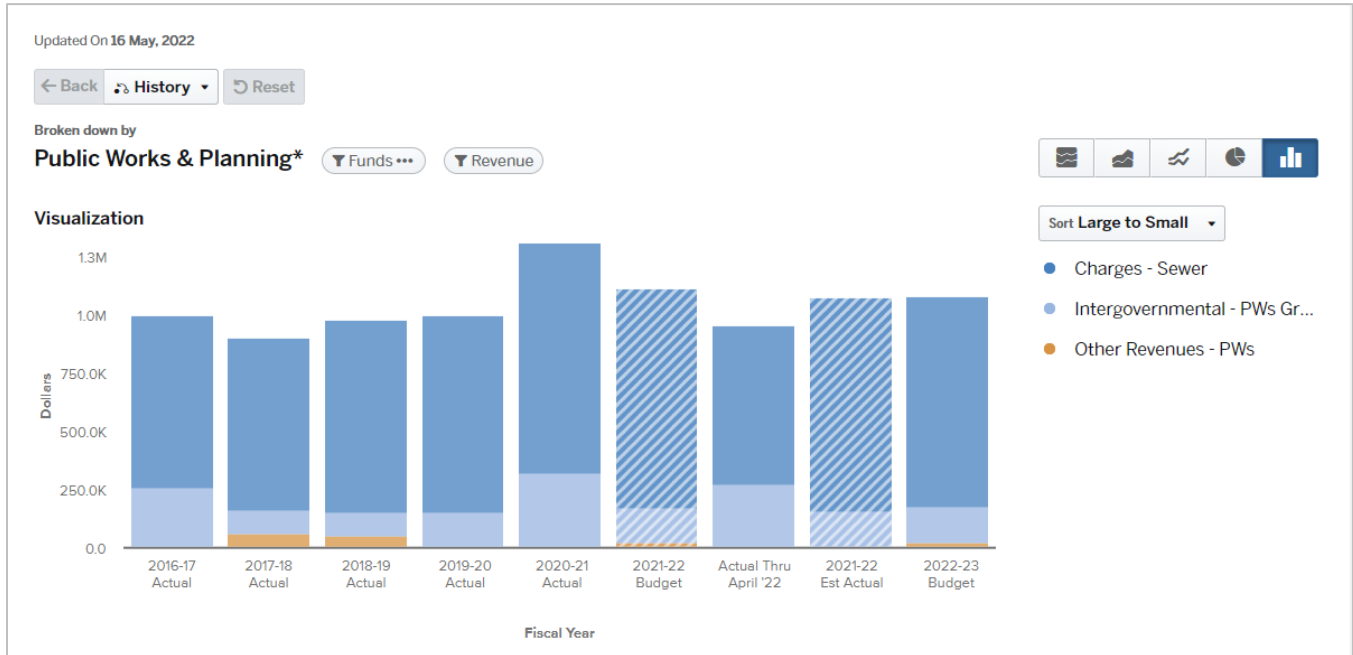 Updated On 16 May, 2022
← Back History ▾ Reset
Broken down by
Public Works & Planning* Funds ••• Revenue
Visualization
Sort Large to Small ▾
Charges - Sewer
Intergovernmental - PWs Gr...
Other Revenues - PWs
1.3M
1.0M
750.0K
500.0K
250.0K
0.0
Dollars
2016-17 Actual
2017-18 Actual
2018-19 Actual
2019-20 Actual
2020-21 Actual
2021-22 Budget
Actual Thru April '22
2021-22 Est Actual
2022-23 Budget
Fiscal Year